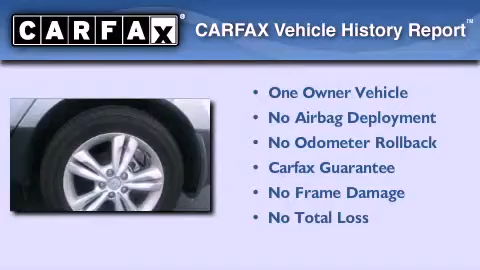 CARFAX® CARFAX Vehicle History Report™
• One Owner Vehicle
• No Airbag Deployment
• No Odometer Rollback
• Carfax Guarantee
• No Frame Damage
• No Total Loss